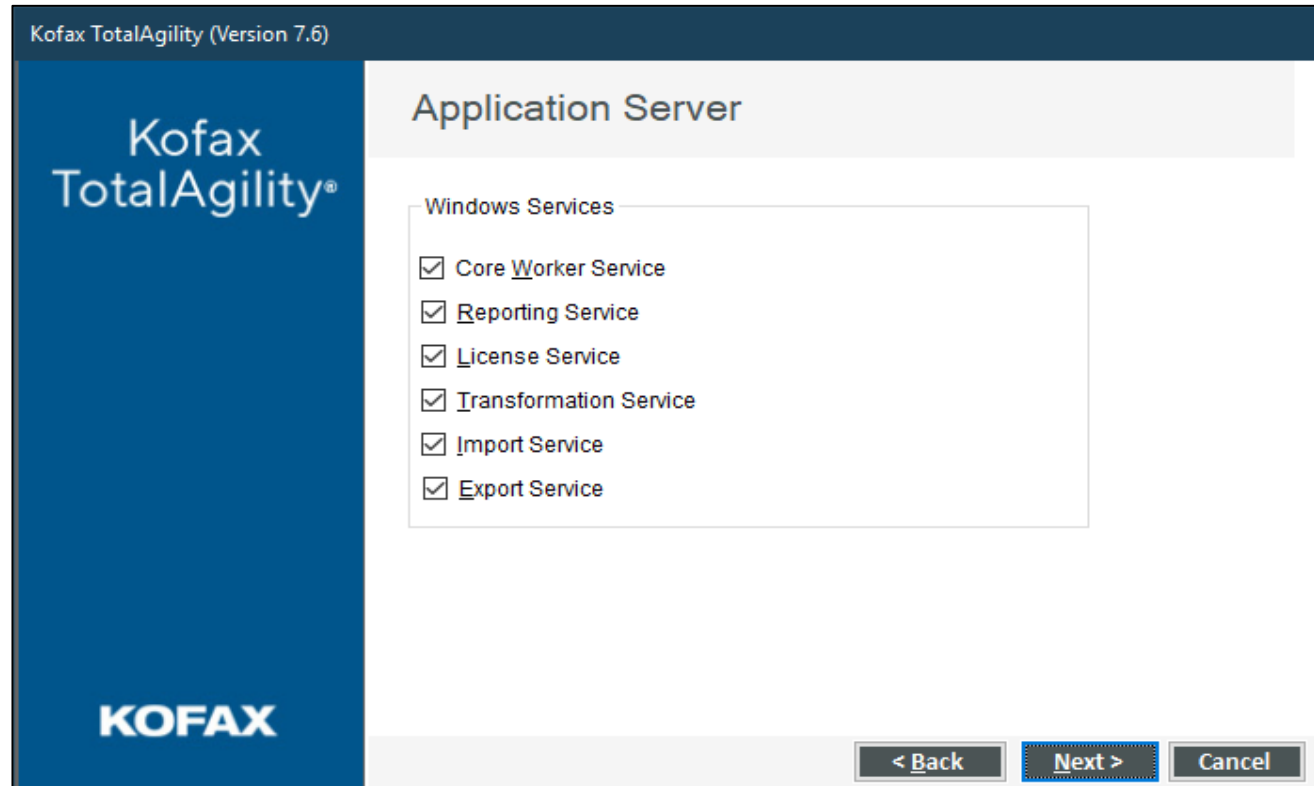 Kofax TotalAgility (Version 7.6)
Kofax
TotalAgility®
Application Server
Windows Services
Core Worker Service
Reporting Service
License Service
Transformation Service
Import Service
Export Service
KOFAX
< Back
Next >
Cancel